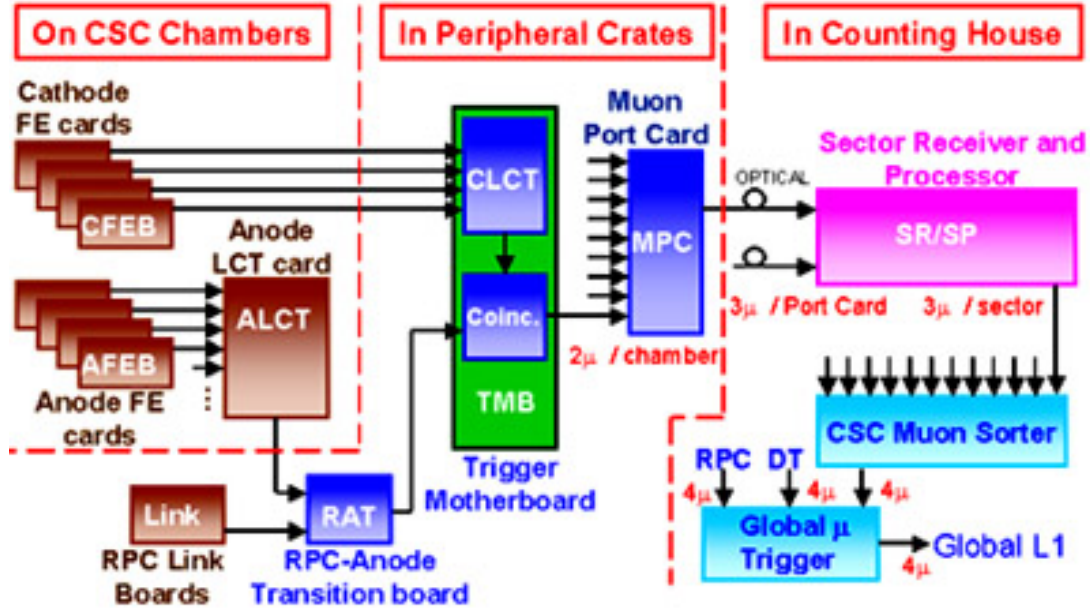 On CSC Chambers
In Peripheral Crates
In Counting House
Cathode
FE cards
CFEB
Anode
LCT card
ALCT
AFEB
Anode FE
cards
Link
RPC Link
Boards
RAT
RPC-Anode
Transition board
CLCT
Coinc.
TMB
Trigger
Motherboard
Muon
Port Card
MPC
2μ / chamber
OPTICAL
Sector Receiver and
Processor
SR/SP
3μ / Port Card
3μ / sector
CSC Muon Sorter
RPC DT
4μ
4μ
4μ
Global μ
Trigger
4μ
Global L1